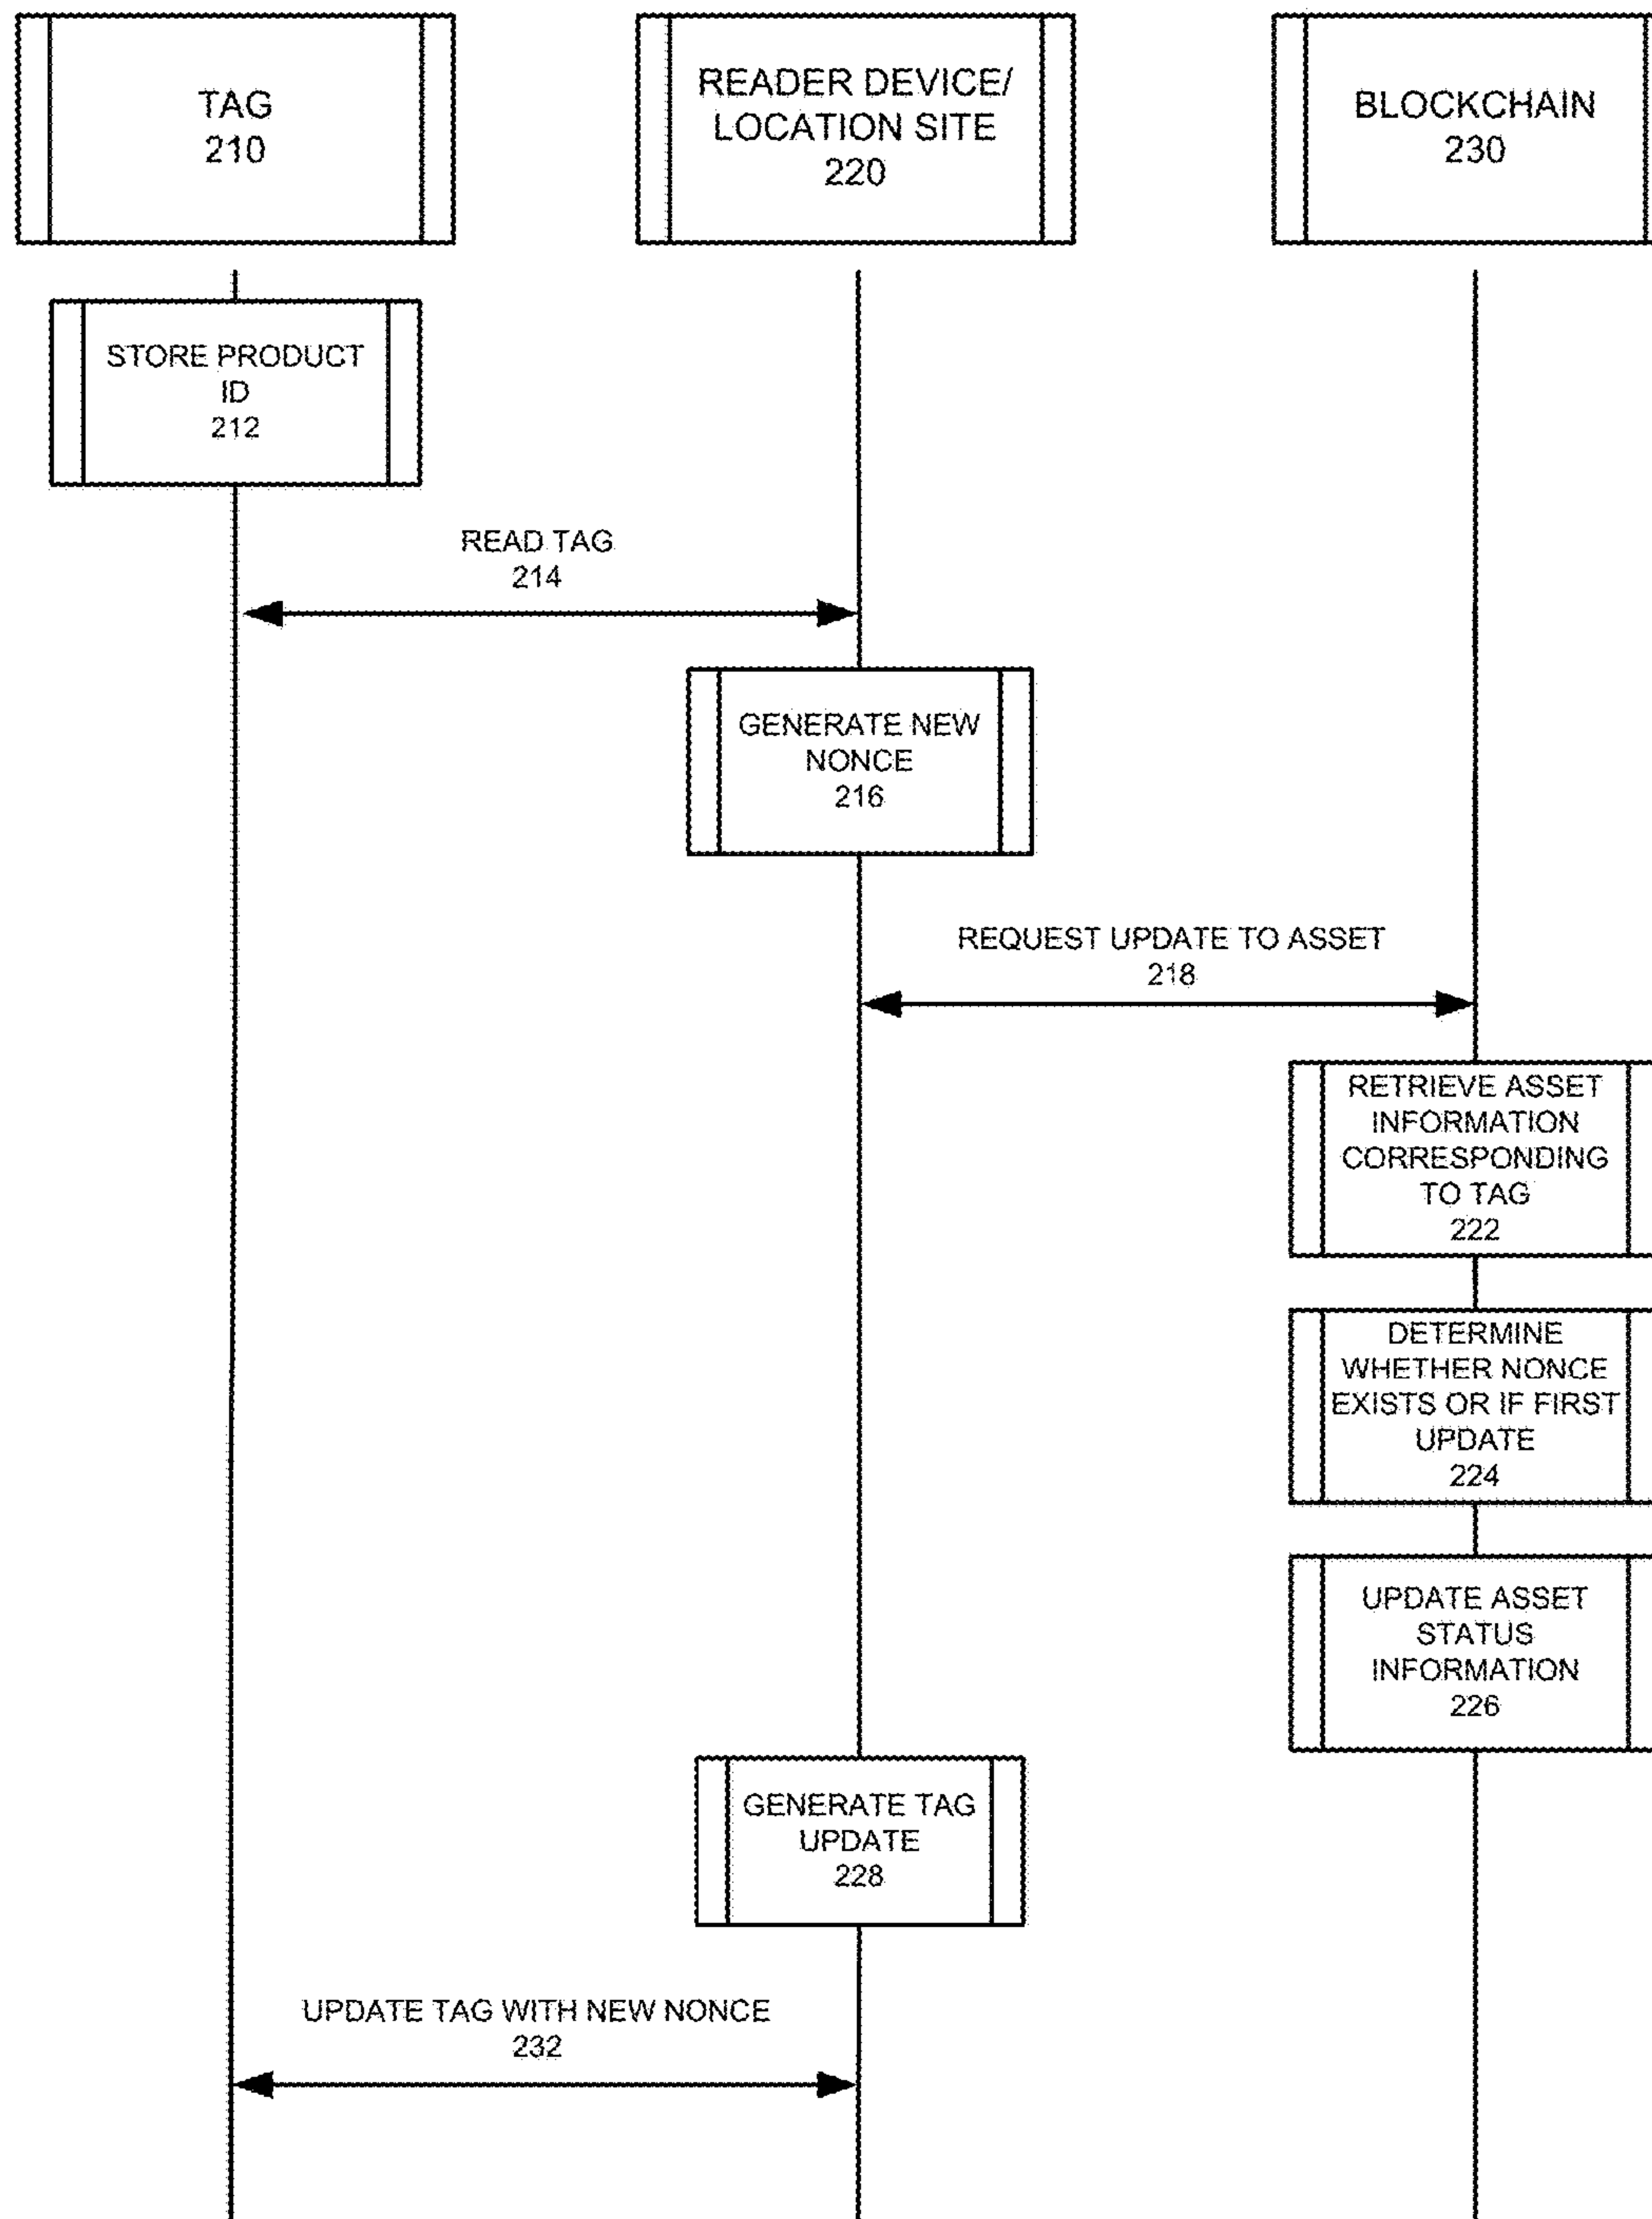 TAG
210
READER DEVICE/
LOCATION SITE
220
BLOCKCHAIN
230
STORE PRODUCT
ID
212
READ TAG
214
GENERATE NEW
NONCE
216
REQUEST UPDATE TO ASSET
218
RETRIEVE ASSET
INFORMATION
CORRESPONDING
TO TAG
222
DETERMINE
WHETHER NONCE
EXISTS OR IF FIRST
UPDATE
224
UPDATE ASSET
STATUS
INFORMATION
226
GENERATE TAG
UPDATE
228
UPDATE TAG WITH NEW NONCE
232